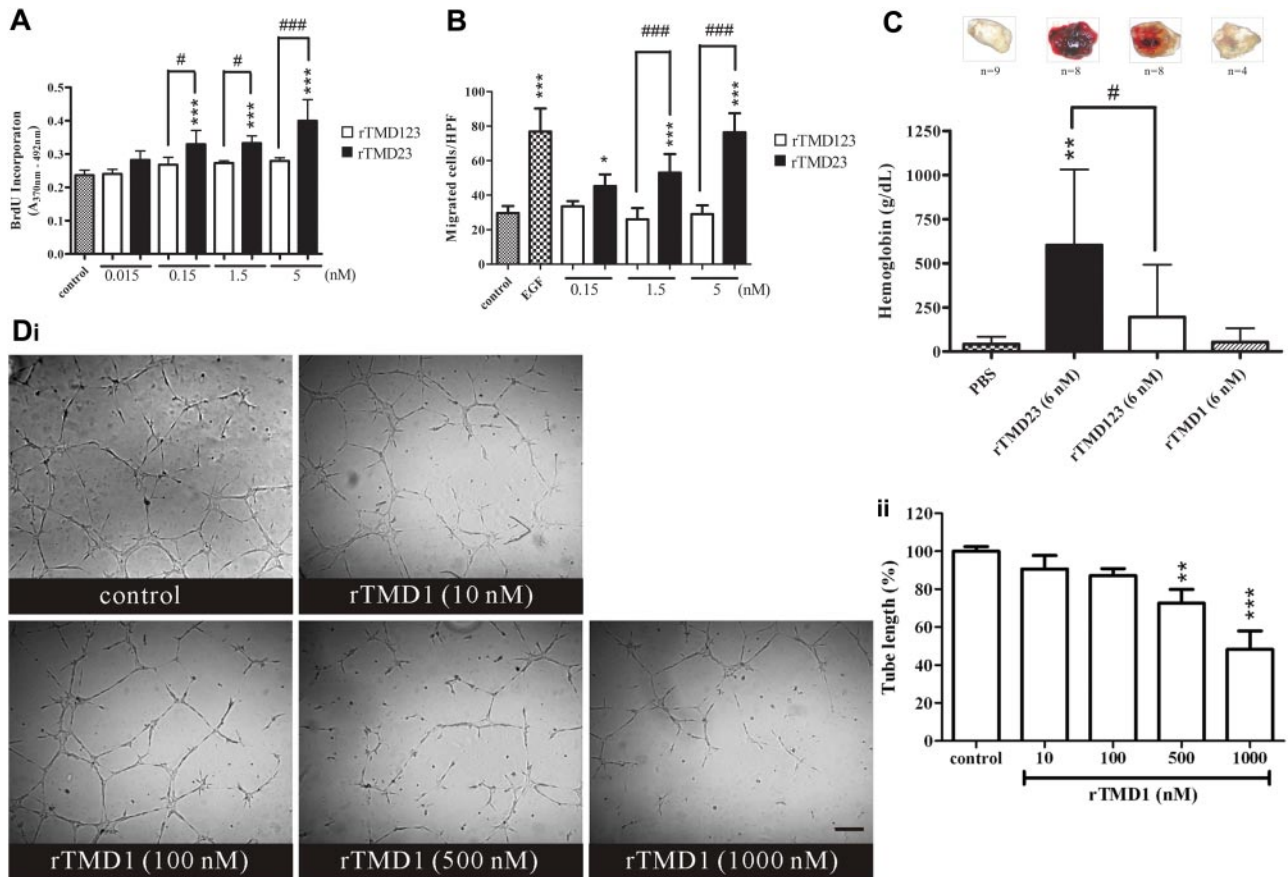 A
#
#
###
***
***
***
0.5
0.4
0.3
0.2
0.1
0.0
BrdU Incorporaton
(A370nm - 492nm)
rTMD123
rTMD23
control
0.015
0.15
1.5
5
(nM)
B
###
###
***
*
***
***
100
80
60
40
20
0
Migrated cells/HPF
rTMD123
rTMD23
control
EGF
0.15
1.5
5
(nM)
C
n=9
n=8
n=8
n=4
#
**
1250
1000
750
500
250
0
Hemoglobin (g/dL)
PBS
rTMD23 (6 nM)
rTMD123 (6 nM)
rTMD1 (6 nM)
Di
control
rTMD1 (10 nM)
rTMD1 (100 nM)
rTMD1 (500 nM)
rTMD1 (1000 nM)
ii
120
100
80
60
40
20
0
Tube length (%)
**
***
control
10
100
500
1000
rTMD1 (nM)